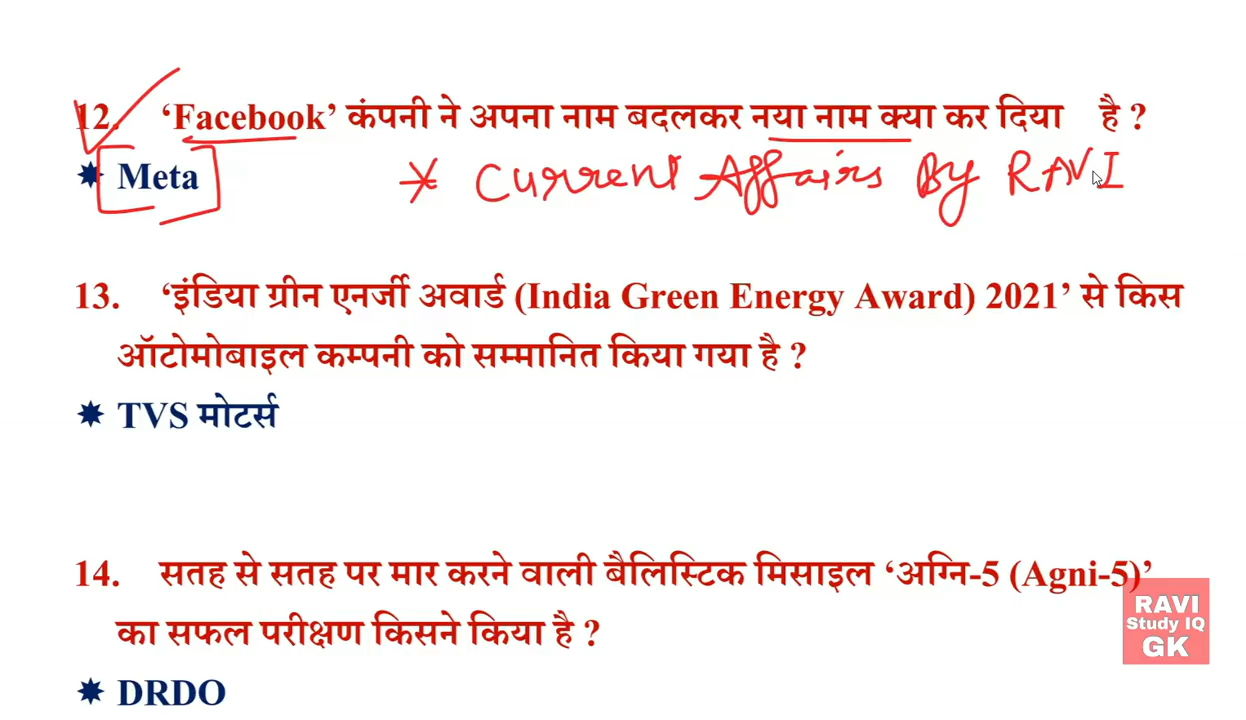 12. ‘Facebook’ कंपनी ने अपना नाम बदलकर नया नाम क्या कर दिया है ?
✷ Meta
* Current Affairs By RAVI
13. ‘इंडिया ग्रीन एनर्जी अवार्ड (India Green Energy Award) 2021’ से किस
ऑटोमोबाइल कम्पनी को सम्मानित किया गया है ?
✷ TVS मोटर्स
14. सतह से सतह पर मार करने वाली बैलिस्टिक मिसाइल ‘अग्नि-5 (Agni-5)’
का सफल परीक्षण किसने किया है ?
✷ DRDO
RAVI
Study IQ
GK